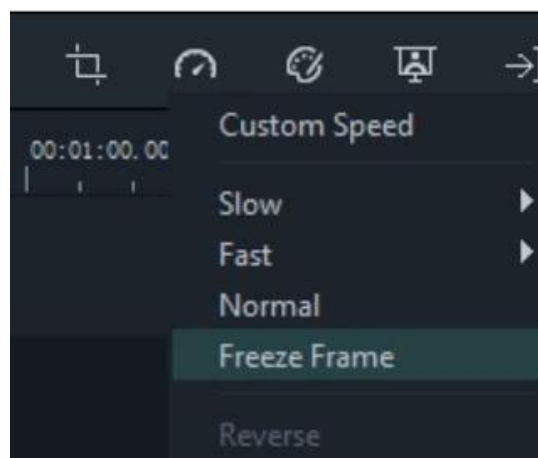 Custom Speed
00:01:00.00
Slow
Fast
Normal
Freeze Frame
Reverse